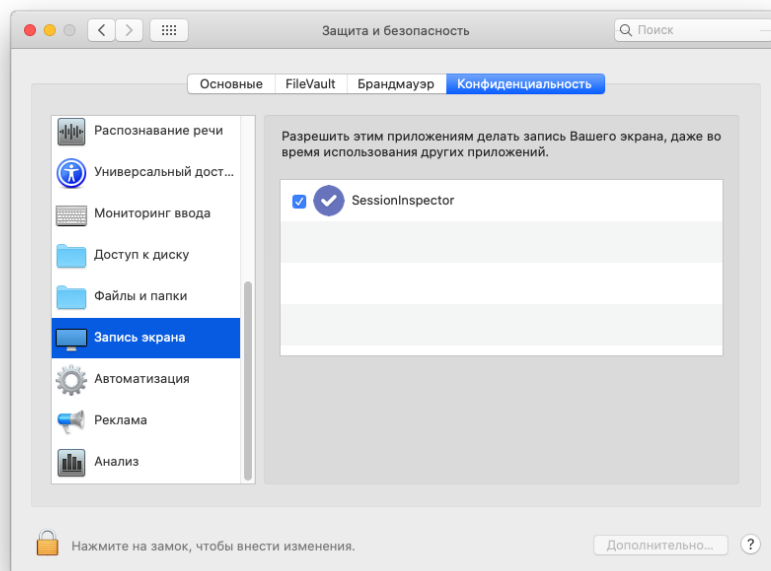 Защита и безопасность
Поиск
Основные
FileVault
Брандмауэр
Конфиденциальность
Распознавание речи
Универсальный дост...
Мониторинг ввода
Доступ к диску
Файлы и папки
Запись экрана
Автоматизация
Реклама
Анализ
Разрешить этим приложениям делать запись Вашего экрана, даже во
время использования других приложений.
SessionInspector
Нажмите на замок, чтобы внести изменения.
Дополнительно...
?